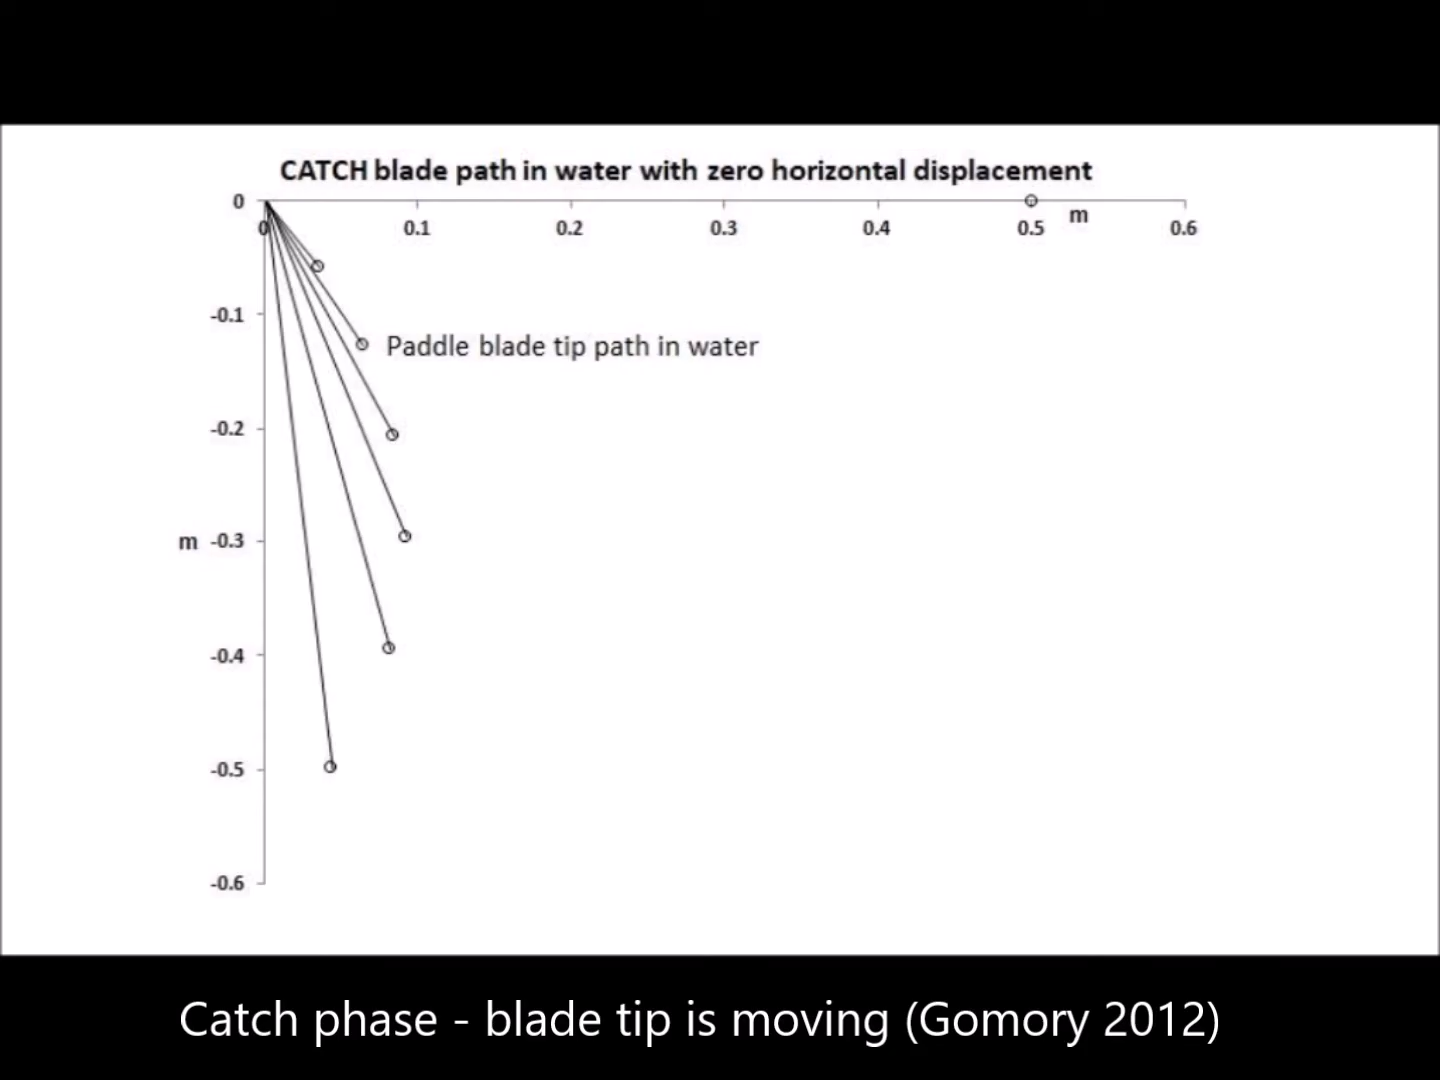 CATCH blade path in water with zero horizontal displacement
0
0 0.1 0.2 0.3 0.4 0.5 m 0.6
-0.1
Paddle blade tip path in water
-0.2
m -0.3
-0.4
-0.5
-0.6
Catch phase - blade tip is moving (Gomory 2012)